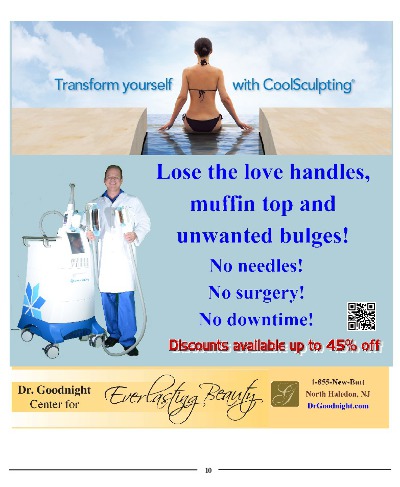 Transform yourself with CoolSculpting®
Lose the love handles,
muffin top and
unwanted bulges!
No needles!
No surgery!
No downtime!
Discounts available up to 45% off
Dr. Goodnight
Center for
Everlasting Beauty
G
1-855-New-Butt
North Haledon, NJ
DrGoodnight.com
10